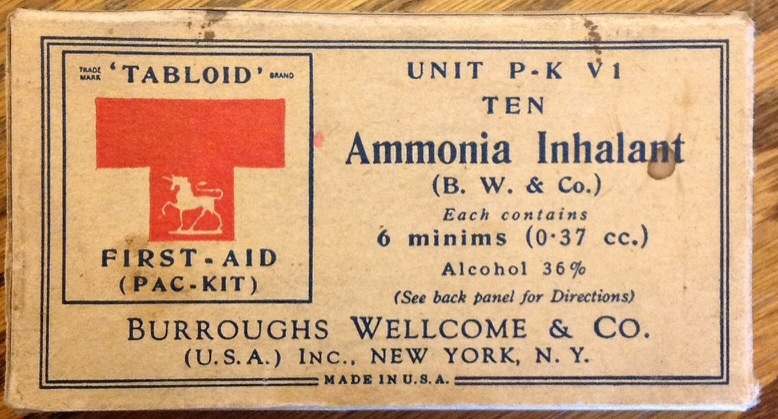 TRADE MARK 'TABLOID' BRAND
FIRST-AID
(PAC-KIT)
UNIT P-K V1
TEN
Ammonia Inhalant
(B. W. & Co.)
Each contains
6 minims (0·37 cc.)
Alcohol 36%
(See back panel for Directions)
BURROUGHS WELLCOME & CO.
(U.S.A.) INC., NEW YORK, N. Y.
MADE IN U.S.A.